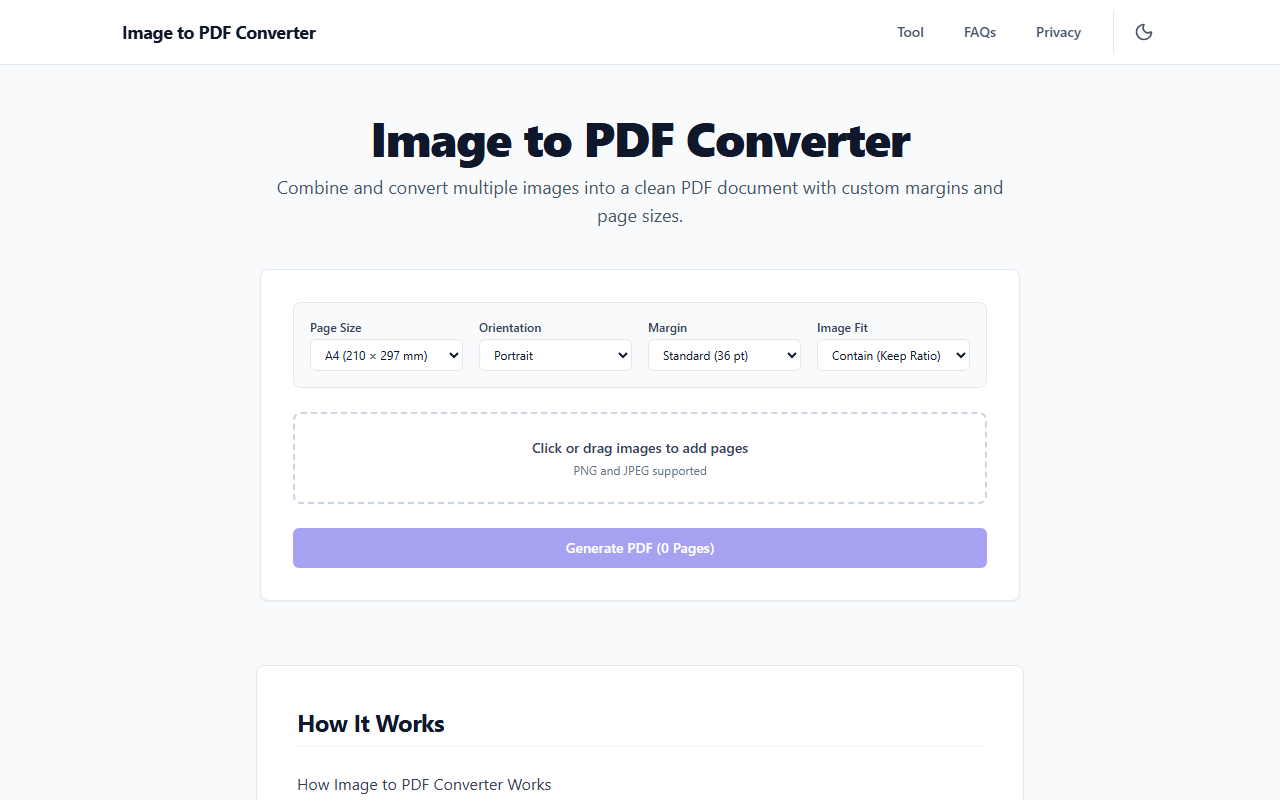 Image to PDF Converter
Tool
FAQs
Privacy
Image to PDF Converter
Combine and convert multiple images into a clean PDF document with custom margins and
page sizes.
Page Size
Orientation
Margin
Image Fit
A4 (210 × 297 mm)
Portrait
Standard (36 pt)
Contain (Keep Ratio)
Click or drag images to add pages
PNG and JPEG supported
Generate PDF (0 Pages)
How It Works
How Image to PDF Converter Works